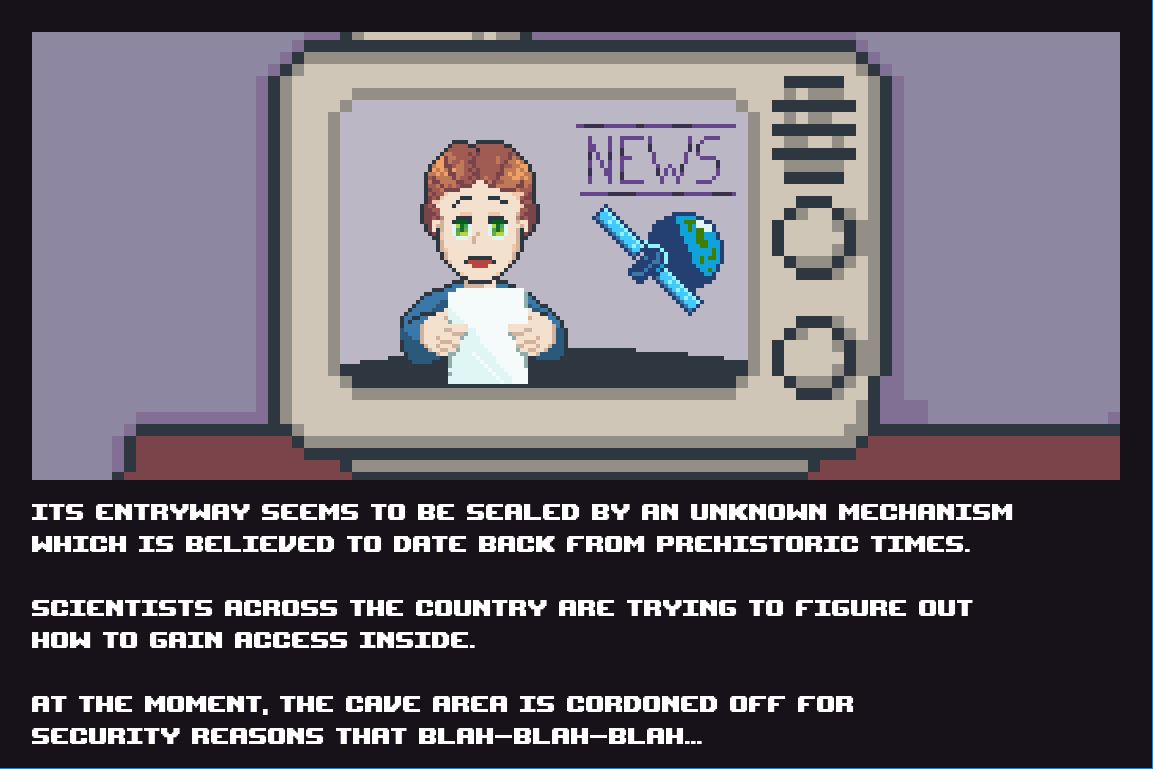 NEWS
ITS ENTRYWAY SEEMS TO BE SEALED BY AN UNKNOWN MECHANISM
WHICH IS BELIEVED TO DATE BACK FROM PREHISTORIC TIMES.
SCIENTISTS ACROSS THE COUNTRY ARE TRYING TO FIGURE OUT
HOW TO GAIN ACCESS INSIDE.
AT THE MOMENT, THE CAVE AREA IS CORDONED OFF FOR
SECURITY REASONS THAT BLAH-BLAH-BLAH...